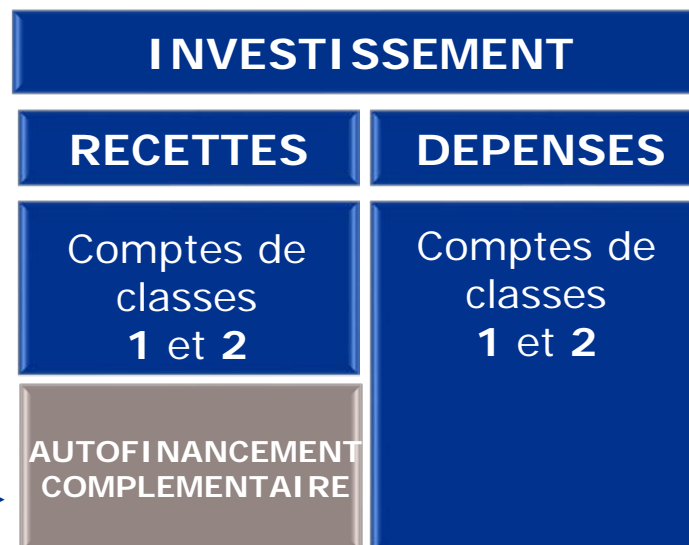 INVESTISSEMENT
RECETTES
DEPENSES
Comptes de
classes
1 et 2
Comptes de
classes
1 et 2
AUTOFINANCEMENT
COMPLEMENTAIRE